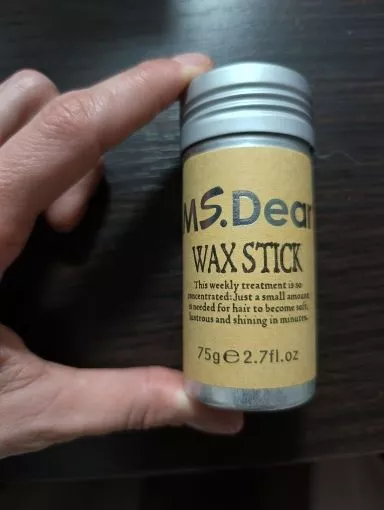 MS.Dear
WAX STICK
This weekly treatment is so
concentrated: Just a small amount
is needed for hair to become soft,
lustrous and shining in minutes.
75g℮2.7fl.oz